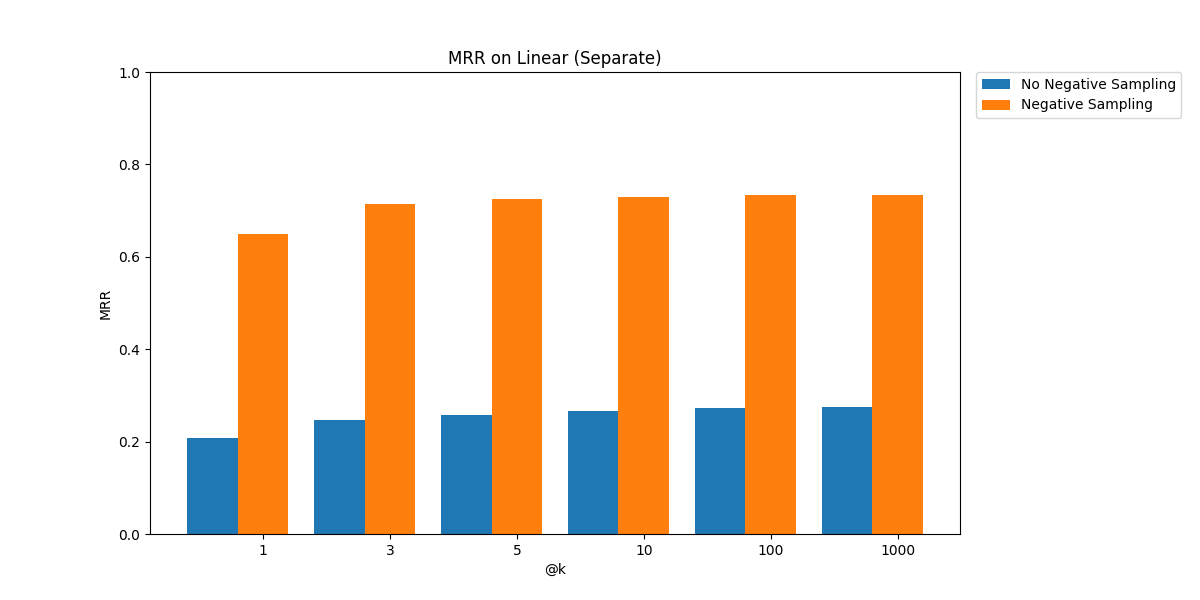 MRR on Linear (Separate)
No Negative Sampling
Negative Sampling
1.0
0.8
0.6
0.4
0.2
0.0
MRR
1 3 5 10 100 1000
@k